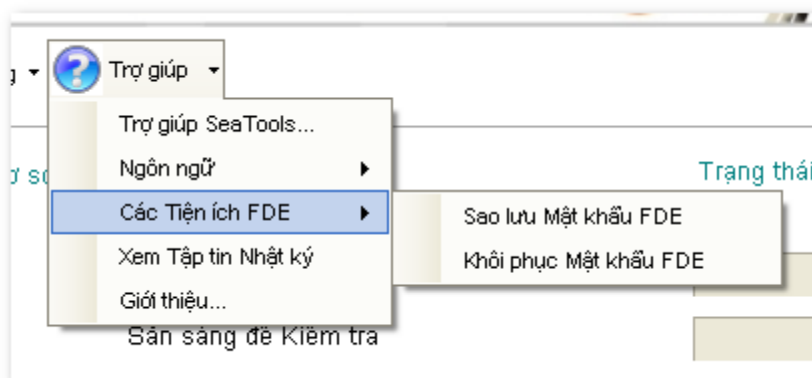 Trợ giúp
Trợ giúp SeaTools...
Ngôn ngữ
Trạng thái
Các Tiện ích FDE
Sao lưu Mật khẩu FDE
Xem Tập tin Nhật ký
Khôi phục Mật khẩu FDE
Giới thiệu...
Sẵn sàng để Kiểm tra